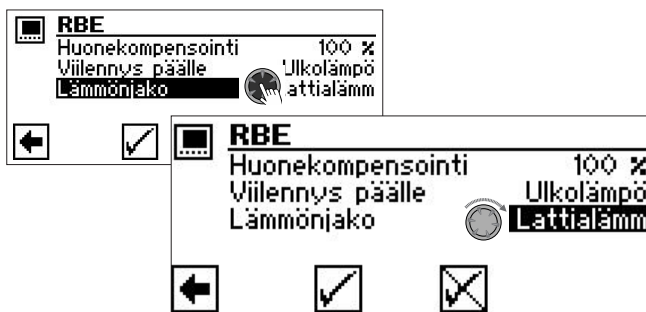 RBE
Huonekompensointi 100 %
Viilennys päälle Ulkolämpö
Lämmönjako attialämm
RBE
Huonekompensointi 100 %
Viilennys päälle Ulkolämpö
Lämmönjako Lattialämm